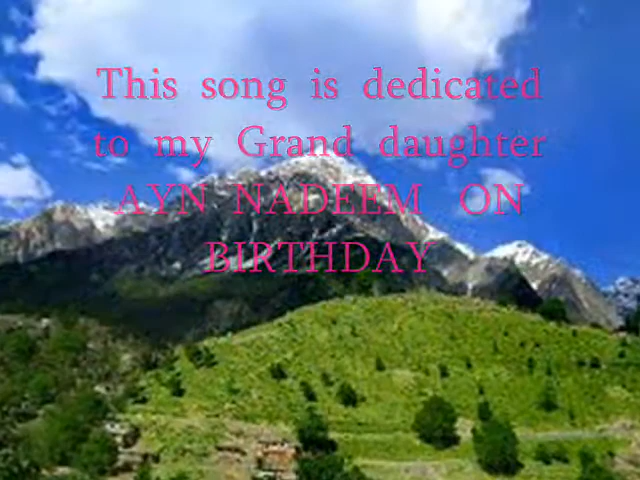 This song is dedicated
to my Grand daughter
AYN NADEEM ON
BIRTHDAY